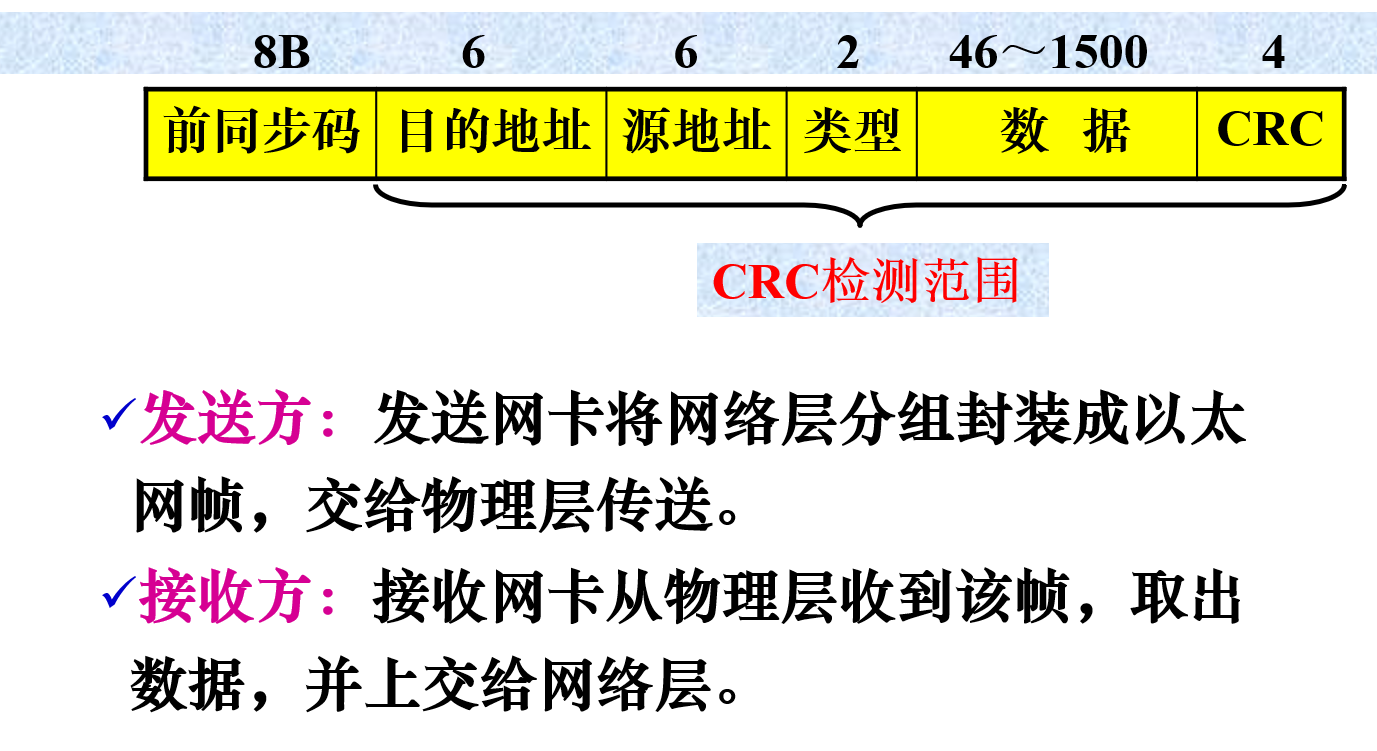 8B 6 6 2 46～1500 4
前同步码 目的地址 源地址 类型 数 据 CRC
CRC检测范围
✓发送方：发送网卡将网络层分组封装成以太
网帧，交给物理层传送。
✓接收方：接收网卡从物理层收到该帧，取出
数据，并上交给网络层。